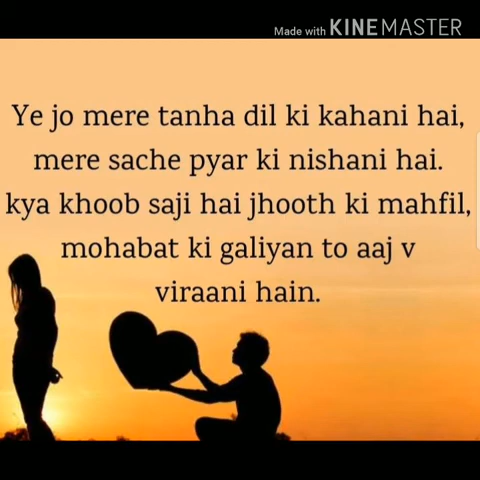 Made with KINEMASTER
Ye jo mere tanha dil ki kahani hai,
mere sache pyar ki nishani hai.
kya khoob saji hai jhooth ki mahfil,
mohabat ki galiyan to aaj v
viraani hain.